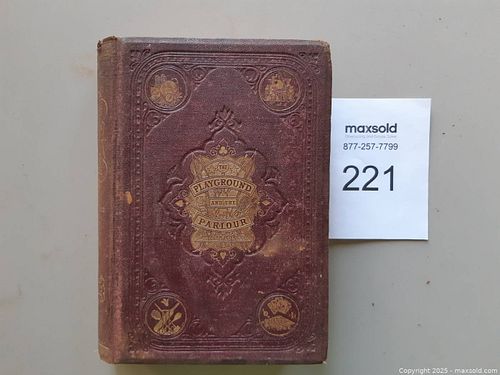 THE
PLAYGROUND
AND THE
PARLOUR
maxsold
877-257-7799
221
Copyright 2025 - maxsold.com